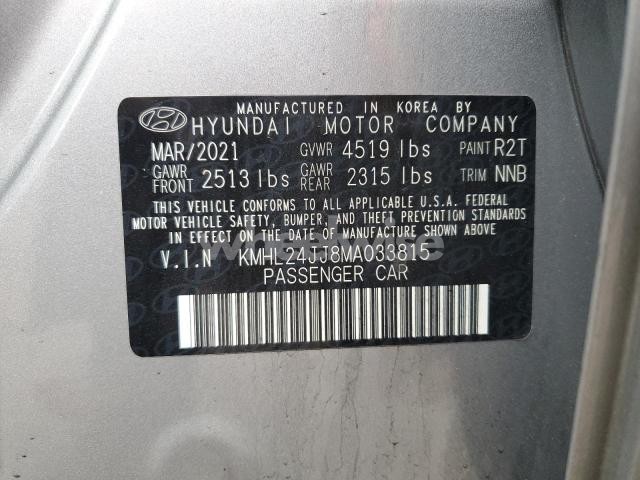 MANUFACTURED IN KOREA BY
HYUNDAI MOTOR COMPANY
MAR/2021 GVWR 4519 lbs PAINT R2T
GAWR FRONT 2513 lbs GAWR REAR 2315 lbs TRIM NNB
THIS VEHICLE CONFORMS TO ALL APPLICABLE U.S.A. FEDERAL
MOTOR VEHICLE SAFETY, BUMPER, AND THEFT PREVENTION STANDARDS
IN EFFECT ON THE DATE OF MANUFACTURE SHOWN ABOVE.
V.I.N KMHL24JJ8MA033815
PASSENGER CAR